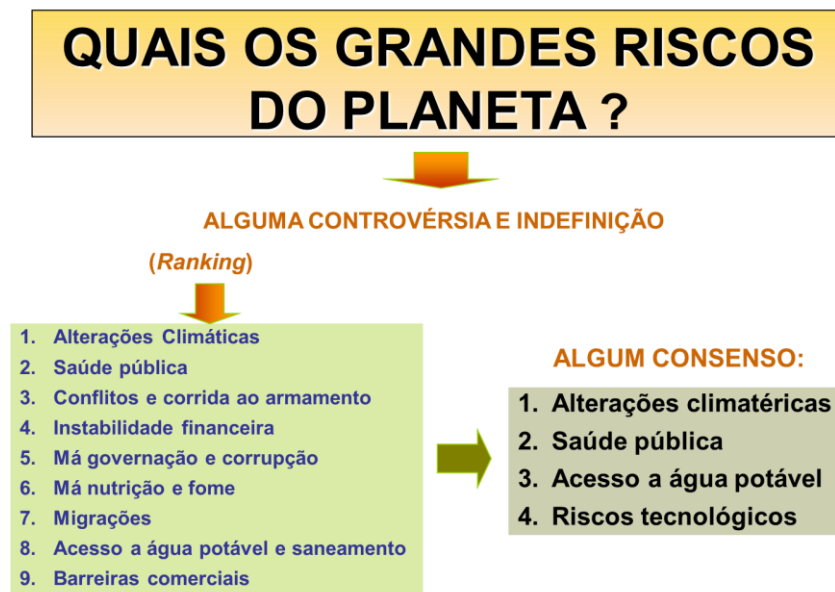 QUAIS OS GRANDES RISCOS
DO PLANETA ?
ALGUMA CONTROVÉRSIA E INDEFINIÇÃO
(Ranking)
1. Alterações Climáticas
2. Saúde pública
3. Conflitos e corrida ao armamento
4. Instabilidade financeira
5. Má governação e corrupção
6. Má nutrição e fome
7. Migrações
8. Acesso a água potável e saneamento
9. Barreiras comerciais
ALGUM CONSENSO:
1. Alterações climatéricas
2. Saúde pública
3. Acesso a água potável
4. Riscos tecnológicos